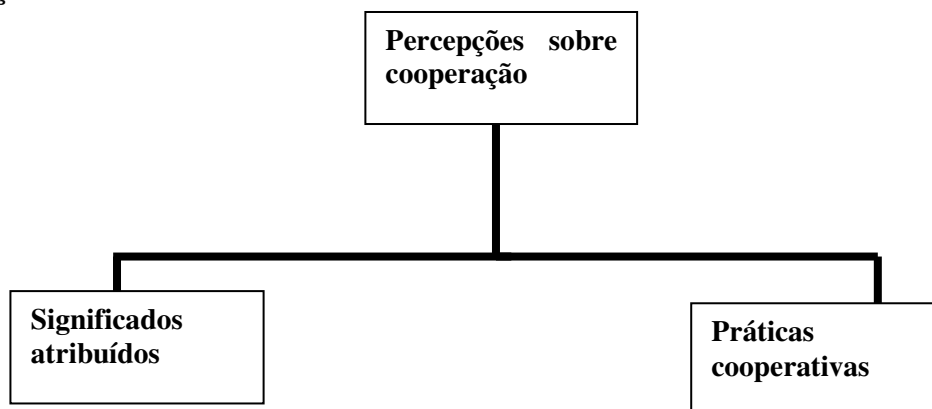 Percepções sobre
cooperação
Significados
atribuídos
Práticas
cooperativas